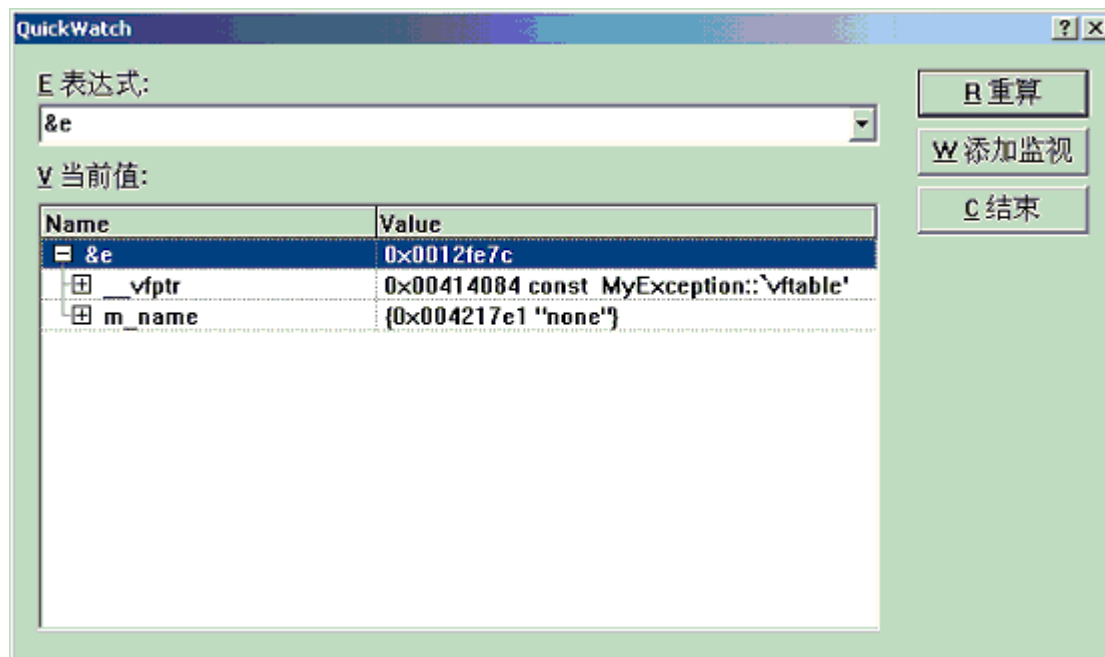 QuickWatch
E 表达式:
&e
R 重算
W 添加监视
V 当前值:
C 结束
Name Value
&e 0x0012fe7c
__vfptr 0x00414084 const MyException::`vftable'
m_name {0x004217e1 "none"}